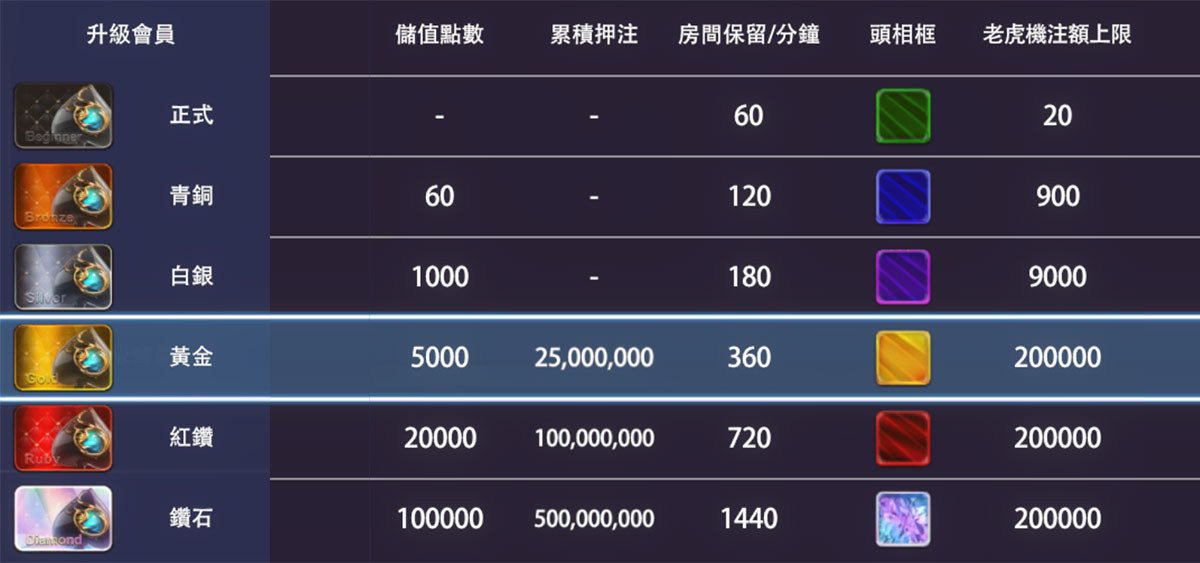 升級會員 儲值點數 累積押注 房間保留/分鐘 頭相框 老虎機注額上限
Beginner 正式 - - 60 20
Bronze 青銅 60 - 120 900
Silver 白銀 1000 - 180 9000
Gold 黃金 5000 25,000,000 360 200000
Ruby 紅鑽 20000 100,000,000 720 200000
Diamond 鑽石 100000 500,000,000 1440 200000